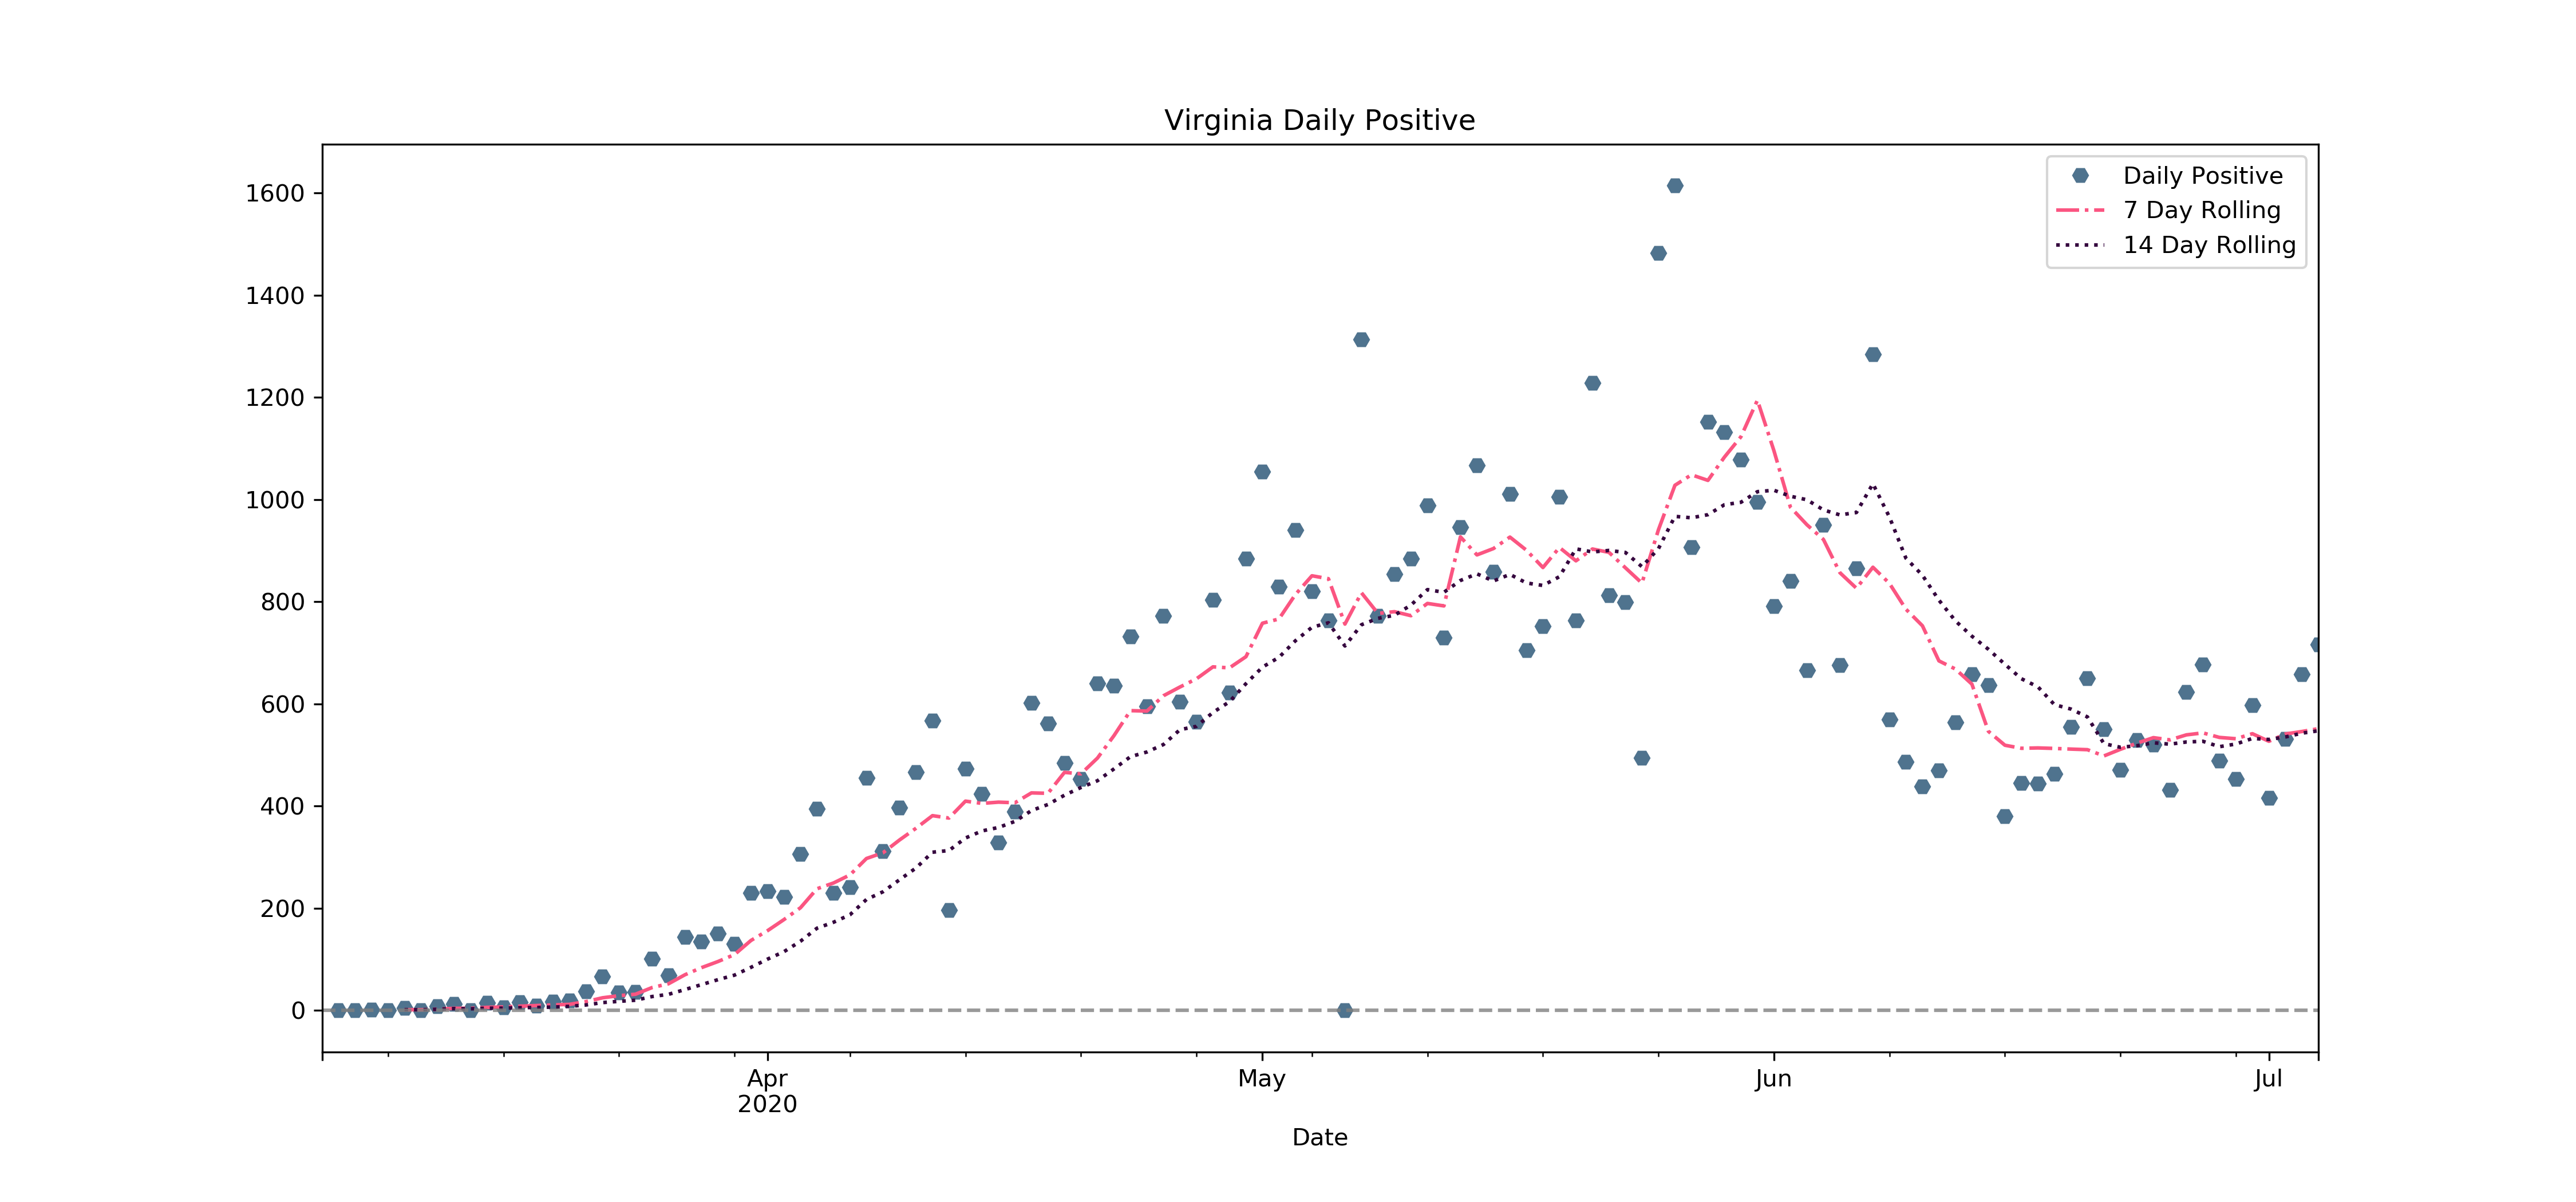 Virginia Daily Positive
Daily Positive
7 Day Rolling
14 Day Rolling
1600
1400
1200
1000
800
600
400
200
0
Apr
2020
May
Jun
Jul
Date